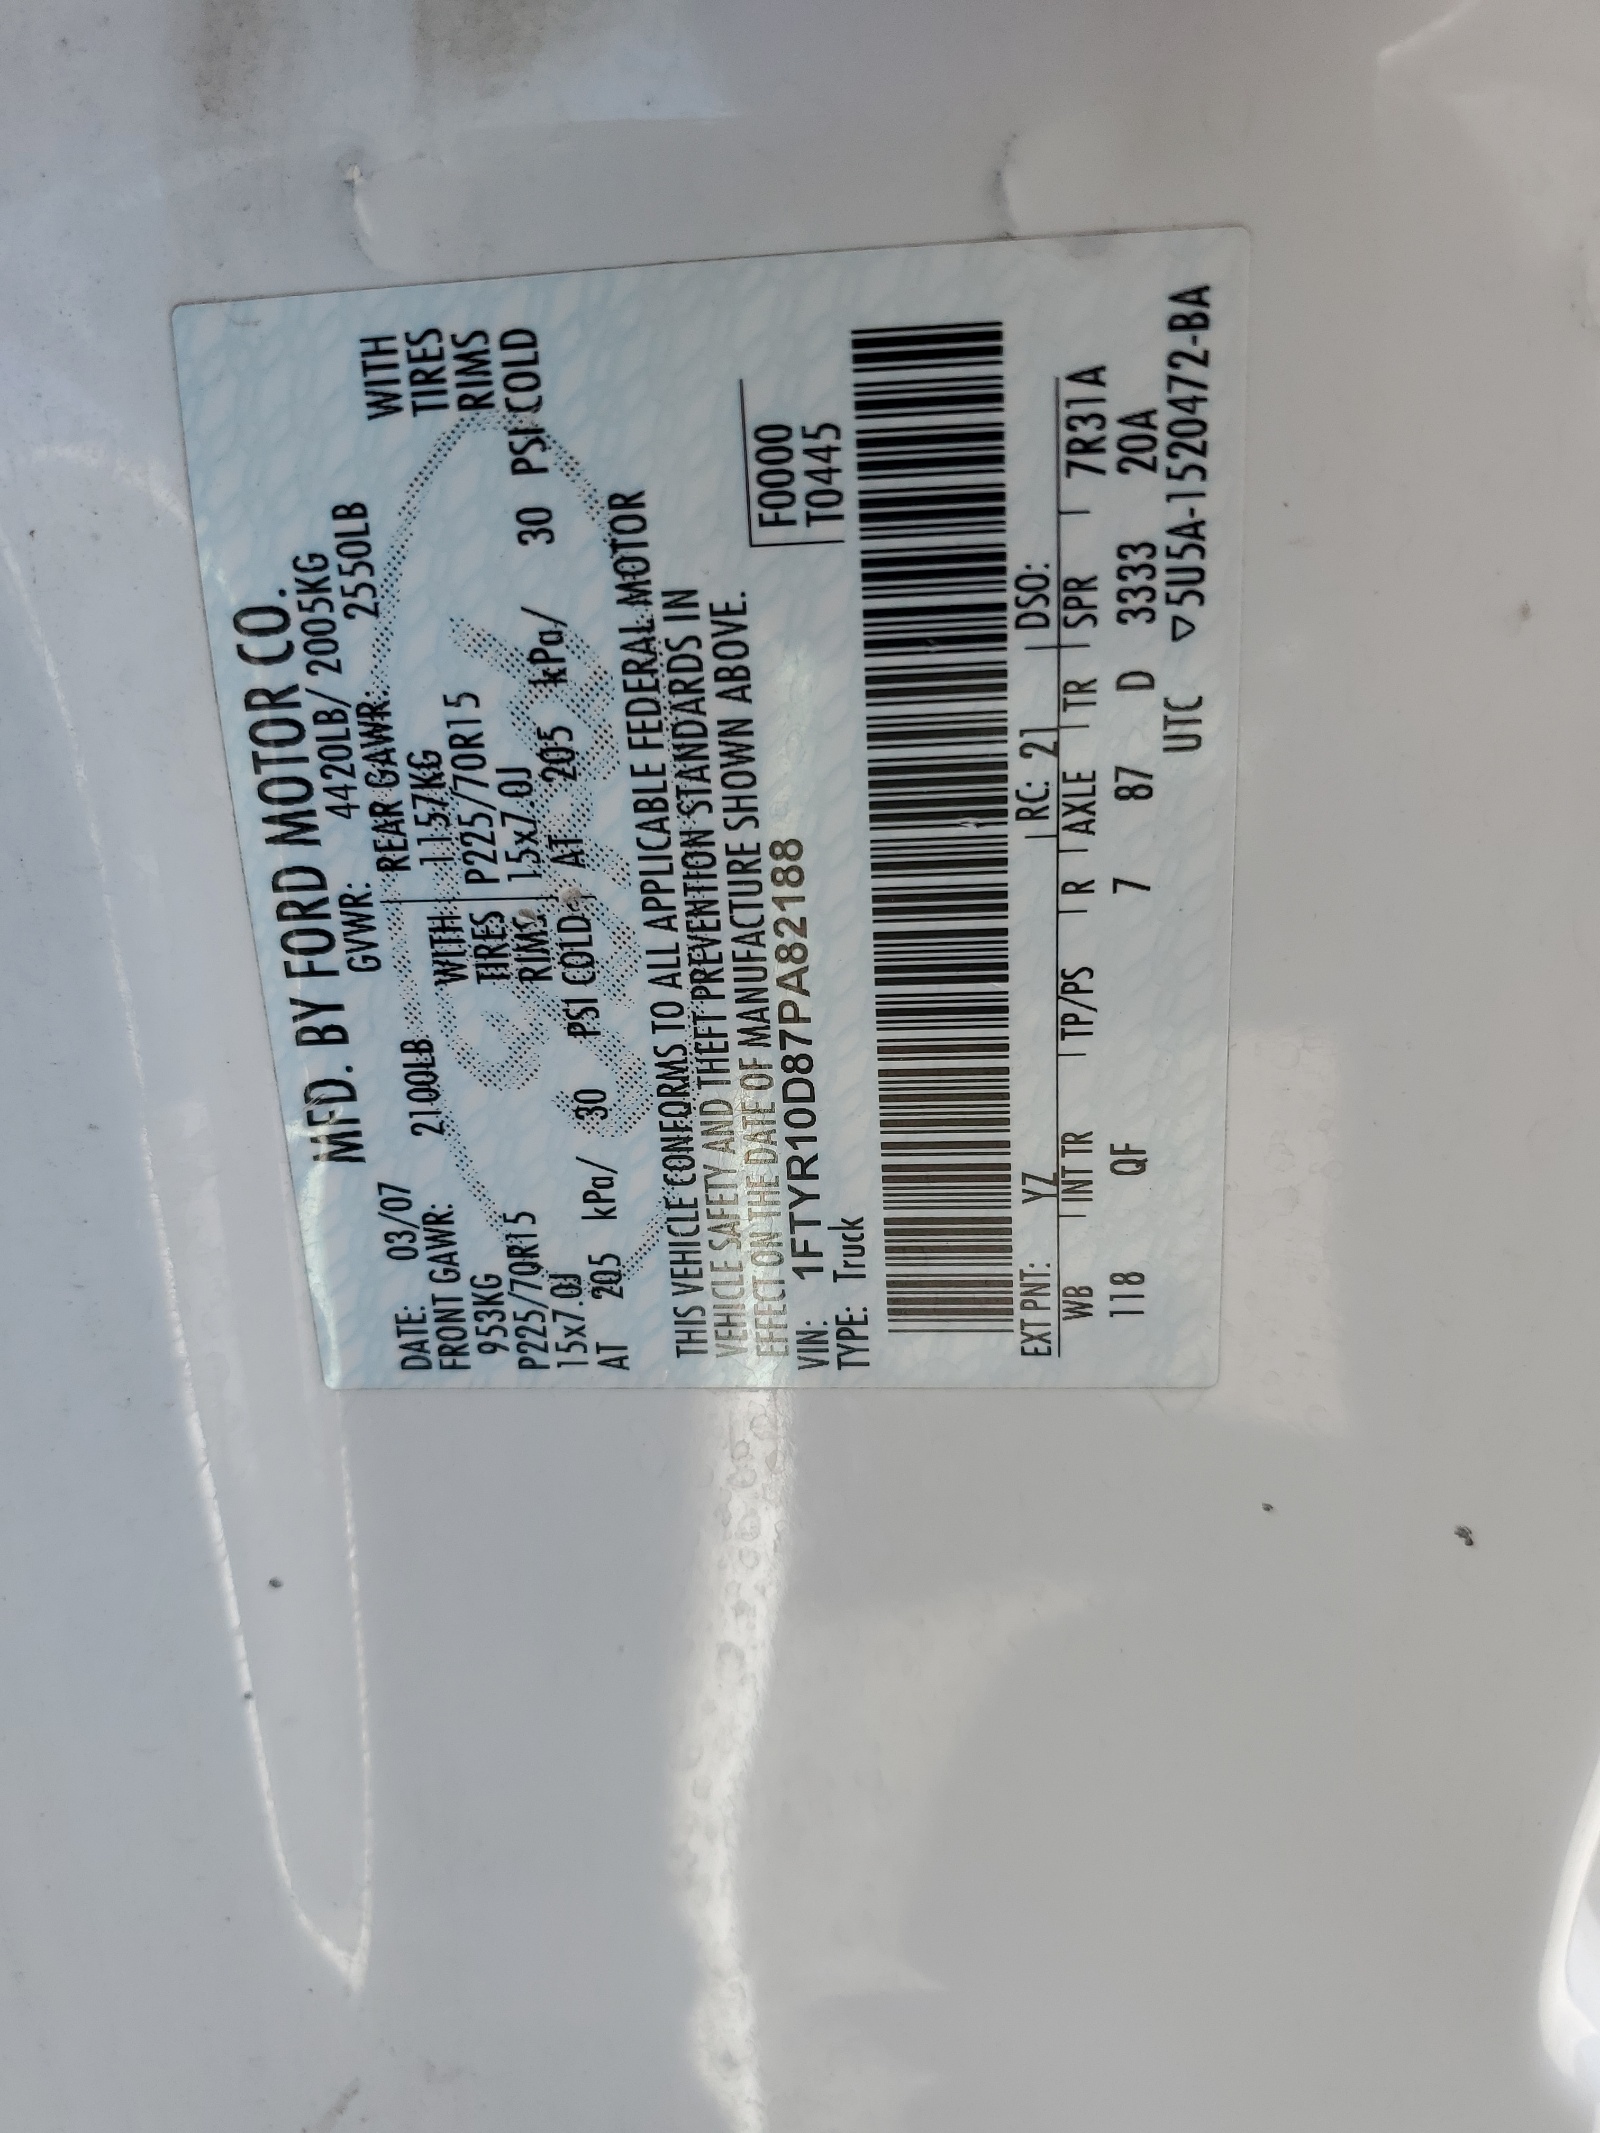 MFD. BY FORD MOTOR CO.
DATE: 03/07 GVWR: 4420LB/ 2005KG
FRONT GAWR: 2100LB REAR GAWR: 2550LB
953KG WITH 1157KG WITH
P225/70R15 TIRES P225/70R15 TIRES
15x7.0J RIMS 15x7.0J RIMS
AT 205 kPa/ 30 PSI COLD AT 205 kPa/ 30 PSI COLD
THIS VEHICLE CONFORMS TO ALL APPLICABLE FEDERAL MOTOR
VEHICLE SAFETY AND THEFT PREVENTION STANDARDS IN
EFFECT ON THE DATE OF MANUFACTURE SHOWN ABOVE.
VIN: 1FTYR10D87PA82188 F0000
TYPE: Truck T0445
EXT PNT: YZ RC: 21 DSO:
WB INT TR TP/PS R AXLE TR SPR 7R31A
118 QF 7 87 D 3333 20A
UTC ▽5U5A-1520472-BA